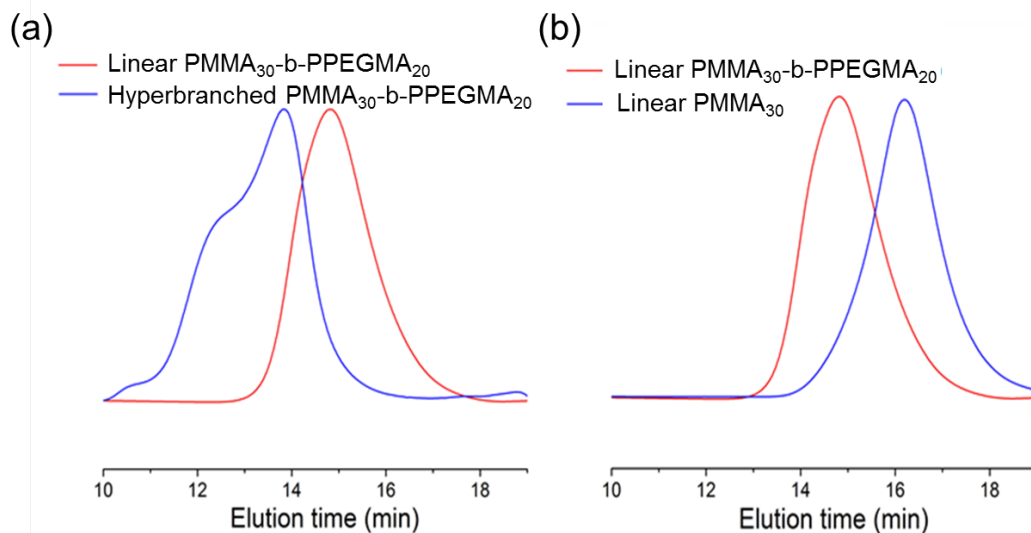 (a)
Linear PMMA₃₀-b-PPEGMA₂₀
Hyperbranched PMMA₃₀-b-PPEGMA₂₀
10 12 14 16 18
Elution time (min)
(b)
Linear PMMA₃₀-b-PPEGMA₂₀
Linear PMMA₃₀
10 12 14 16 18
Elution time (min)